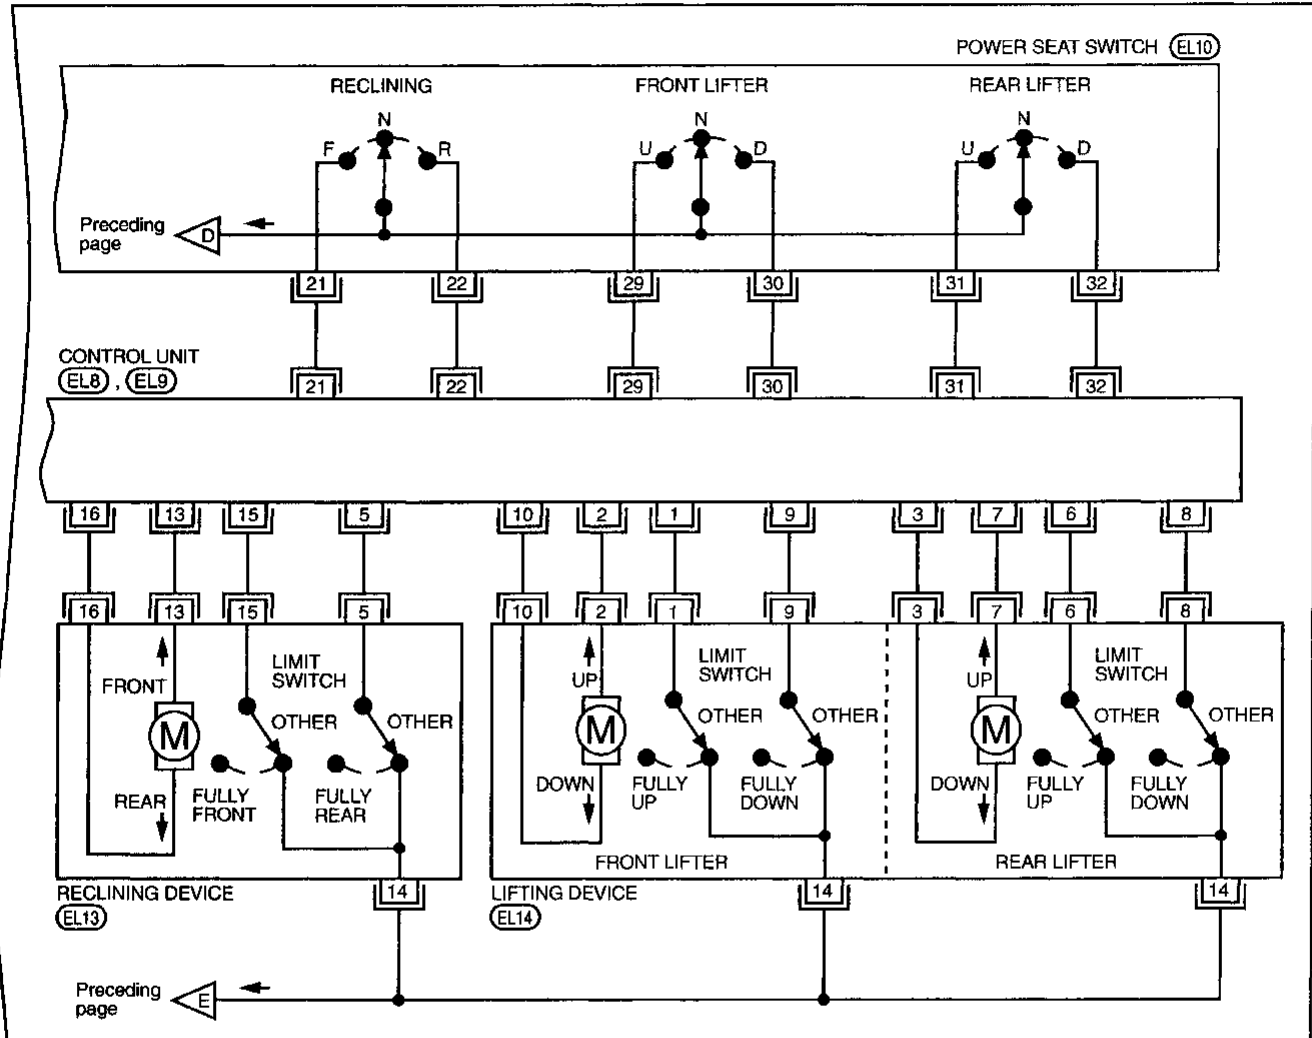 POWER SEAT SWITCH EL10
RECLINING FRONT LIFTER REAR LIFTER
N N N
F R U D U D
Preceding
page
D
21 22 29 30 31 32
CONTROL UNIT
EL8 , EL9
21 22 29 30 31 32
16 13 15 5 10 2 1 9 3 7 6 8
16 13 15 5 10 2 1 9 3 7 6 8
FRONT
LIMIT
SWITCH
OTHER OTHER
M
REAR
FULLY
FRONT
FULLY
REAR
UP
LIMIT
SWITCH
OTHER OTHER
M
DOWN
FULLY
UP
FULLY
DOWN
FRONT LIFTER
UP
LIMIT
SWITCH
OTHER OTHER
M
DOWN
FULLY
UP
FULLY
DOWN
REAR LIFTER
RECLINING DEVICE
EL13
14
LIFTING DEVICE
EL14
14 14
Preceding
page
E